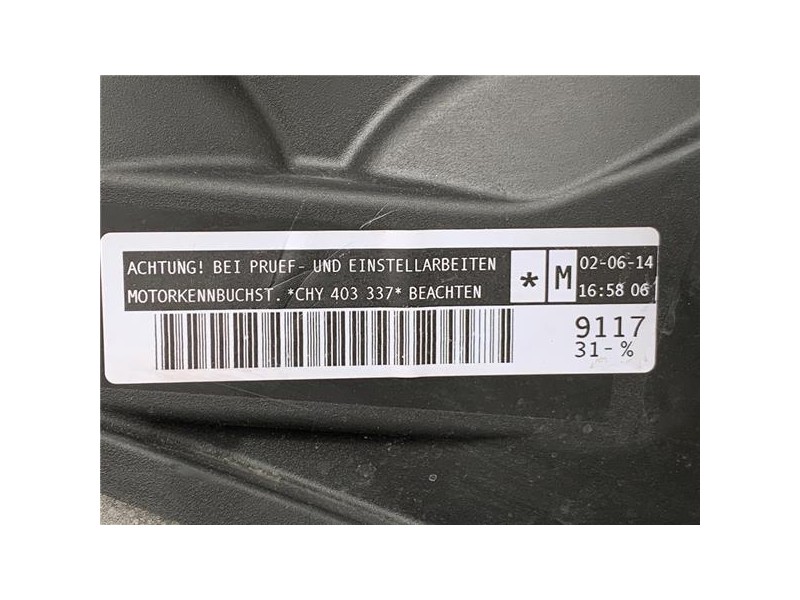 ACHTUNG! BEI PRUEF- UND EINSTELLARBEITEN
MOTORKENNBUCHST. *CHY 403 337* BEACHTEN
* M
02-06-14
16:58 06
9117
31-%